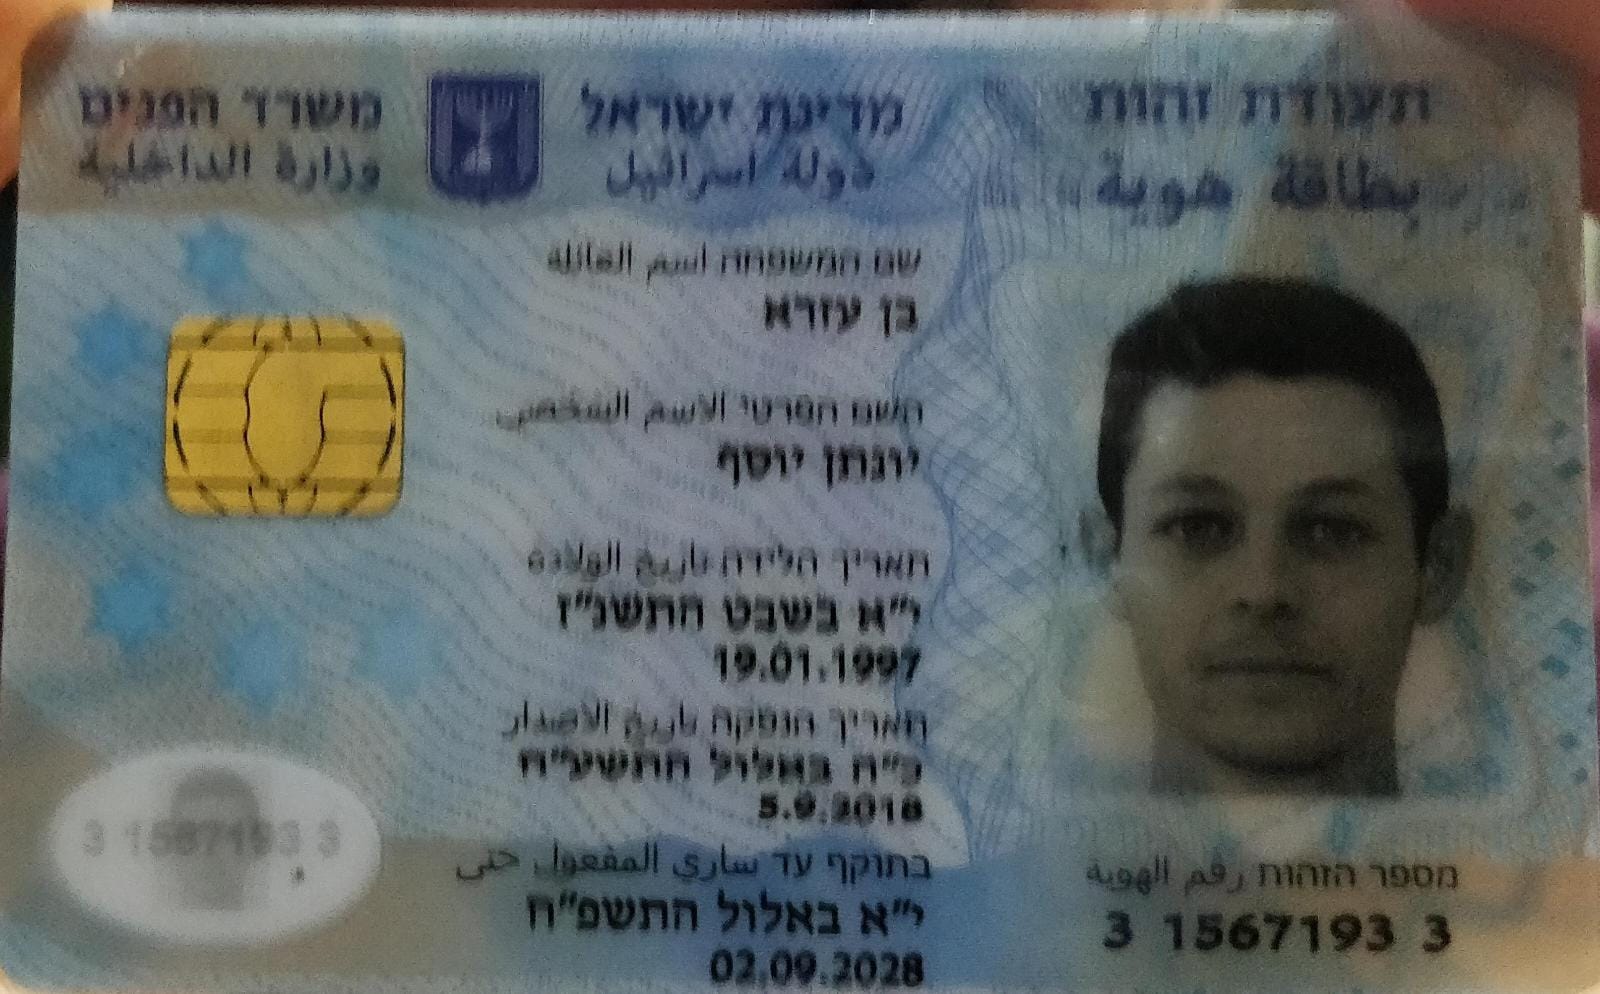 תעודת זהות
بطاقة هوية
מדינת ישראל
دولة اسرائيل
משרד הפנים
وزارة الداخلية
שם המשפחה اسم العائلة
בן עזרא
השם הפרטי الاسم الشخصي
יונתן יוסף
תאריך הלידה تاريخ الولادة
י"א בשבט התשנ"ז
19.01.1997
תאריך הנפקה تاريخ الاصدار
כ"ה באלול התשע"ח
5.9.2018
בתוקף עד ساري المفعول حتى
י"א באלול התשפ"ח
02.09.2028
מספר הזהות رقم الهوية
3 1567193 3
3 1567193 3